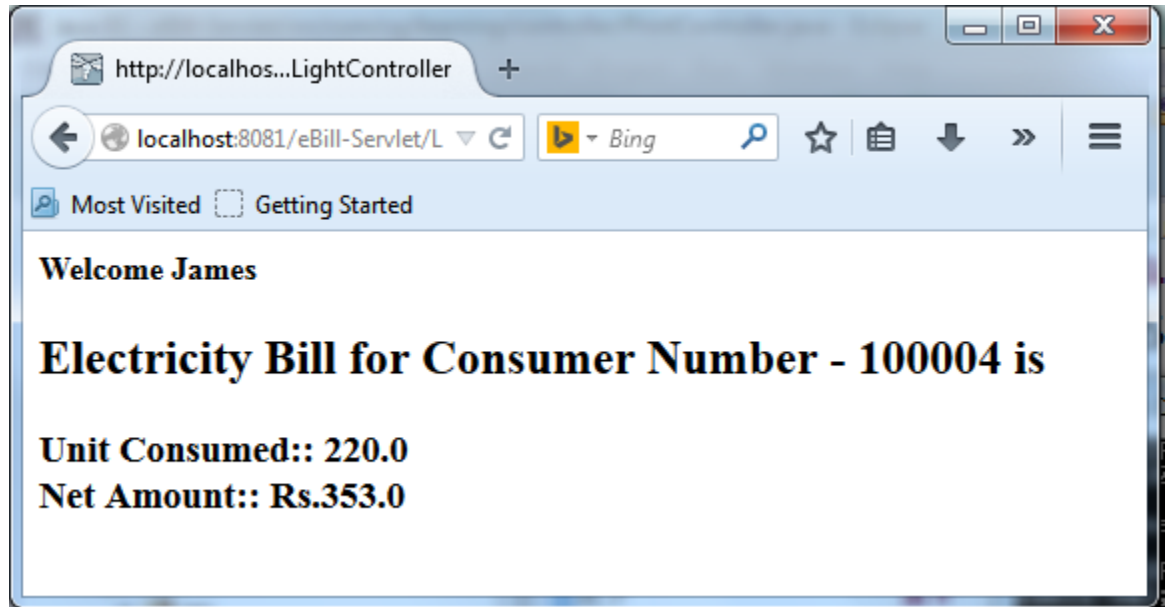 http://localhos...LightController
localhost:8081/eBill-Servlet/L
Bing
Most Visited Getting Started
Welcome James
Electricity Bill for Consumer Number - 100004 is
Unit Consumed:: 220.0
Net Amount:: Rs.353.0